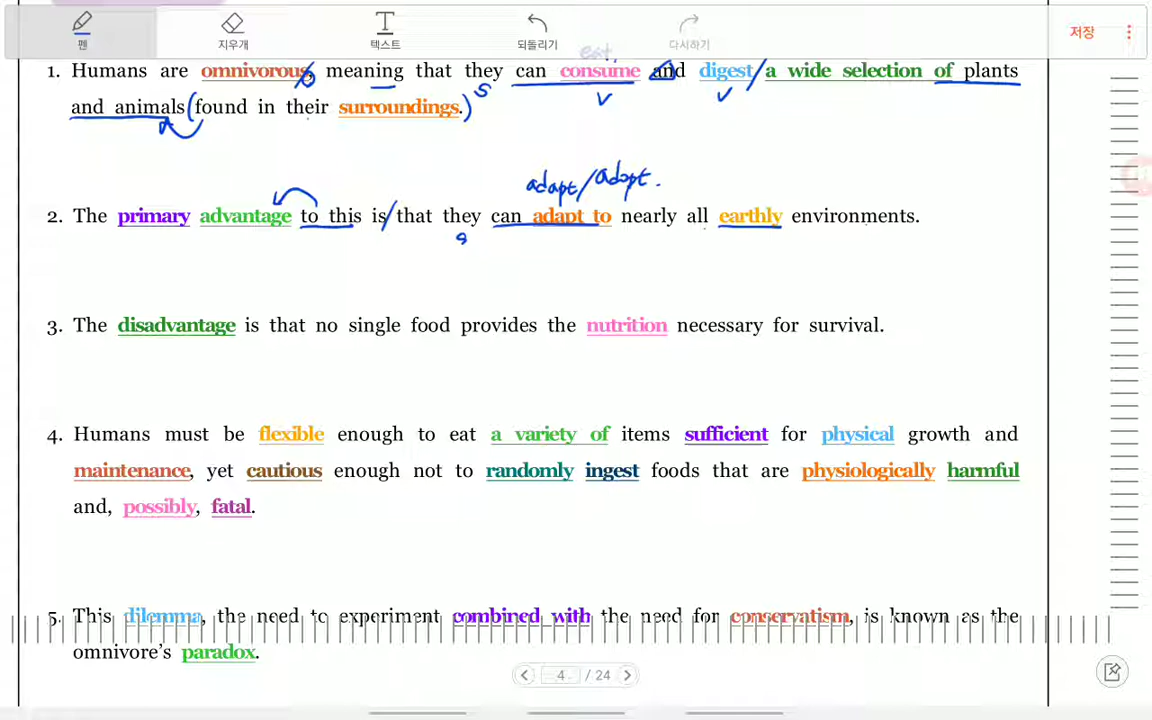 펜
지우개
텍스트
되돌리기
다시하기
저장
eat,
1. Humans are omnivorous, meaning that they can consume and digest / a wide selection of plants
s
v
v
and animals (found in their surroundings.)
adapt/adopt.
2. The primary advantage to this is/that they can adapt to nearly all earthly environments.
s
3. The disadvantage is that no single food provides the nutrition necessary for survival.
4. Humans must be flexible enough to eat a variety of items sufficient for physical growth and
maintenance, yet cautious enough not to randomly ingest foods that are physiologically harmful
and, possibly, fatal.
5. This dilemma, the need to experiment combined with the need for conservatism, is known as the
omnivore's paradox.
4 / 24